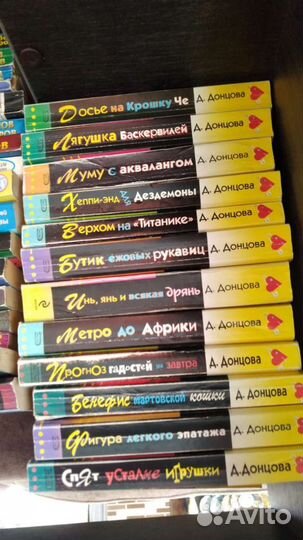 Досье на Крошку Че Д. Донцова
Лягушка Баскервилей Д. Донцова
Муму с аквалангом Д. Донцова
Хеппи-энд для Дездемоны Д. Донцова
Верхом на «Титанике» Д. Донцова
Бутик ежовых рукавиц Д. Донцова
Инь, янь и всякая дрянь Д. Донцова
Метро до Африки Д. Донцова
Прогноз гадостей на завтра Д. Донцова
Бенефис мартовской кошки Д. Донцова
Фигура легкого эпатажа Д. Донцова
Спят усталые игрушки Д. Донцова
Avito